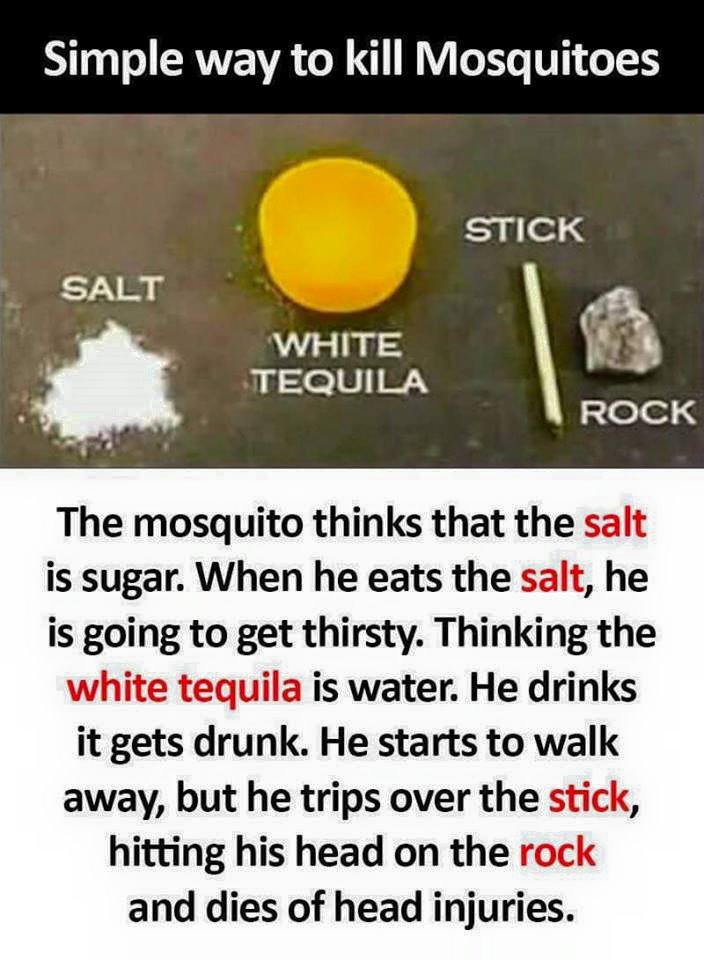 Simple way to kill Mosquitoes
STICK
SALT
WHITE
TEQUILA
ROCK
The mosquito thinks that the salt
is sugar. When he eats the salt, he
is going to get thirsty. Thinking the
white tequila is water. He drinks
it gets drunk. He starts to walk
away, but he trips over the stick,
hitting his head on the rock
and dies of head injuries.